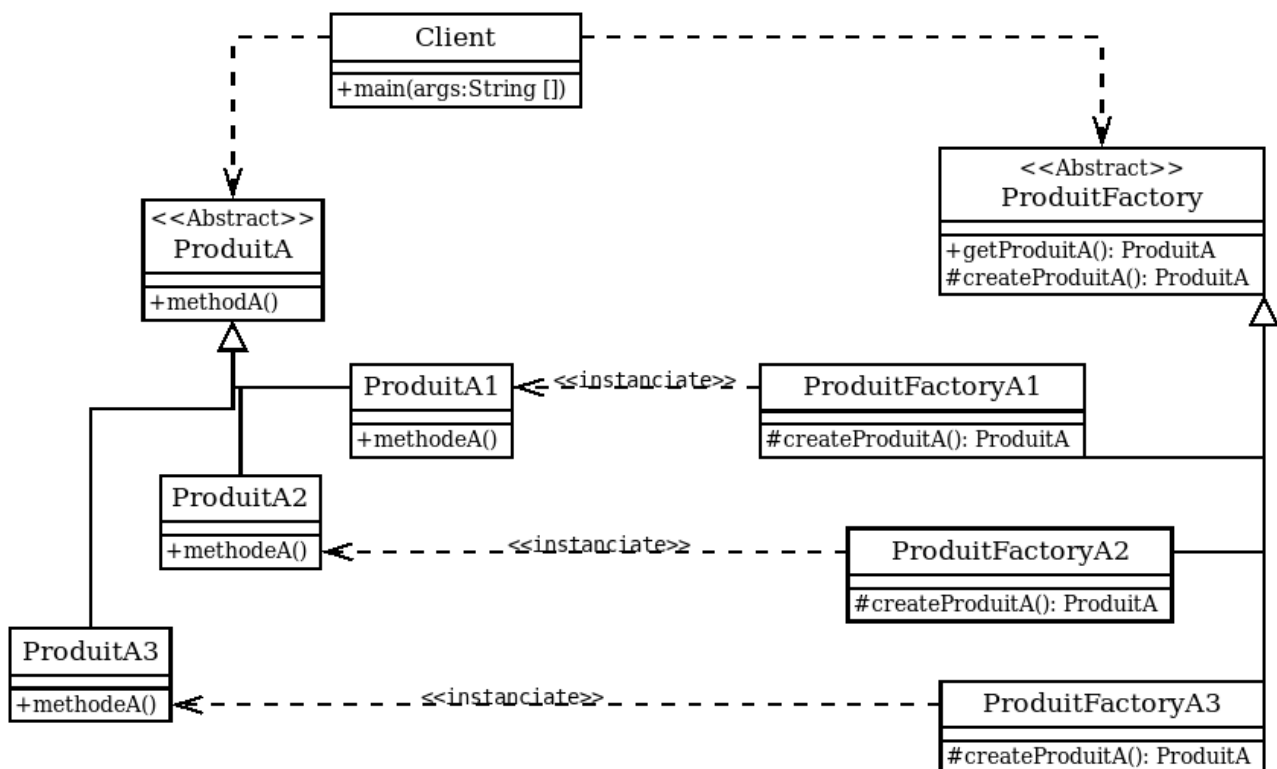 Client
+main(args:String [])
<<Abstract>>
ProduitFactory
+getProduitA(): ProduitA
#createProduitA(): ProduitA
<<Abstract>>
ProduitA
+methodA()
ProduitA1
+methodeA()
<<instanciate>>
ProduitFactoryA1
#createProduitA(): ProduitA
ProduitA2
+methodeA()
<<instanciate>>
ProduitFactoryA2
#createProduitA(): ProduitA
ProduitA3
+methodeA()
<<instanciate>>
ProduitFactoryA3
#createProduitA(): ProduitA